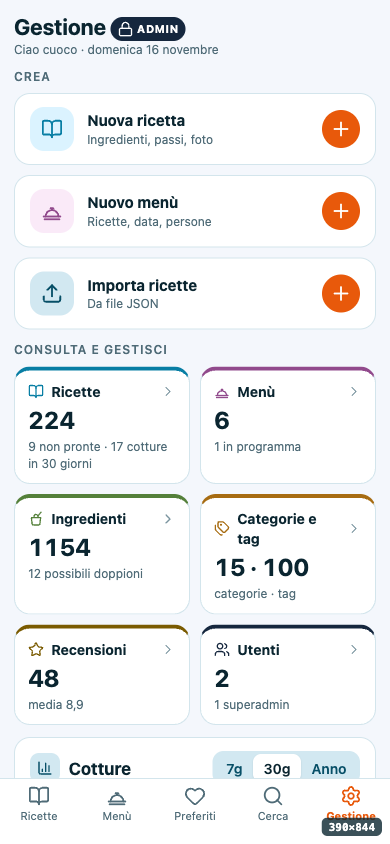 Gestione ADMIN
Ciao cuoco · domenica 16 novembre
CREA
Nuova ricetta
Ingredienti, passi, foto
Nuovo menù
Ricette, data, persone
Importa ricette
Da file JSON
CONSULTA E GESTISCI
Ricette
224
9 non pronte · 17 cotture
in 30 giorni
Menù
6
1 in programma
Ingredienti
1154
12 possibili doppioni
Categorie e
tag
15 · 100
categorie · tag
Recensioni
48
media 8,9
Utenti
2
1 superadmin
Cotture 7g 30g Anno
Ricette Menù Preferiti Cerca Gestione
390×844